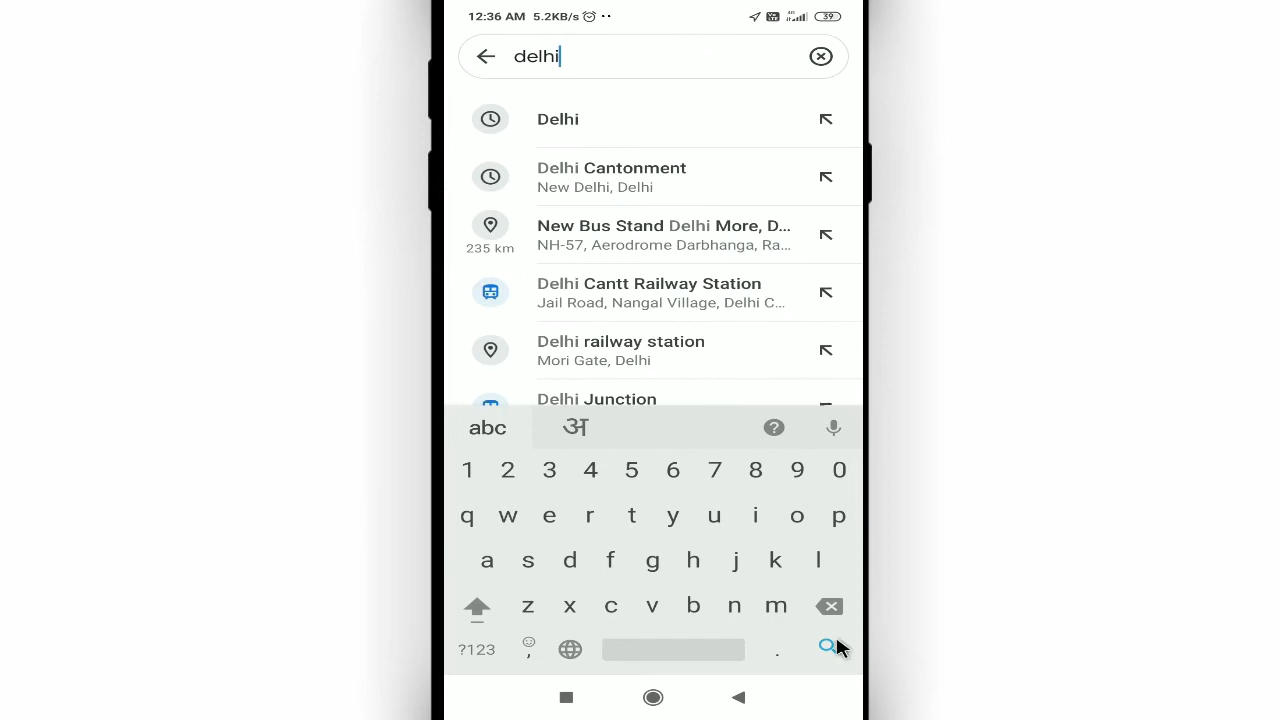 12:36 AM 5.2KB/s 4G 39
delhi
Delhi
Delhi Cantonment
New Delhi, Delhi
New Bus Stand Delhi More, D...
235 km
NH-57, Aerodrome Darbhanga, Ra...
Delhi Cantt Railway Station
Jail Road, Nangal Village, Delhi C...
Delhi railway station
Mori Gate, Delhi
Delhi Junction
abc अ ?
1 2 3 4 5 6 7 8 9 0
q w e r t y u i o p
a s d f g h j k l
z x c v b n m
?123 , .